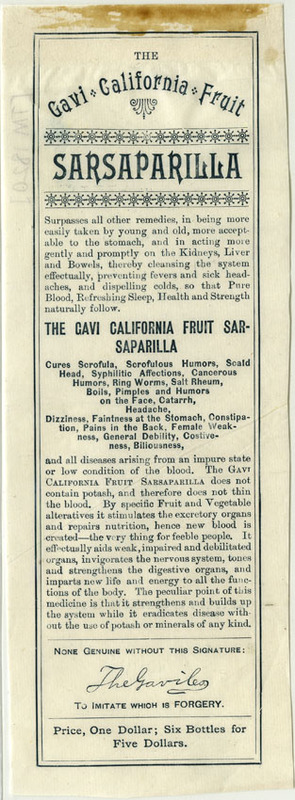 THE
Gavi California Fruit
SARSAPARILLA
Surpasses all other remedies, in being more
easily taken by young and old, more accept-
able to the stomach, and in acting more
gently and promptly on the Kidneys, Liver
and Bowels, thereby cleansing the system
effectually, preventing fevers and sick head-
aches, and dispelling colds, so that Pure
Blood, Refreshing Sleep, Health and Strength
naturally follow.
THE GAVI CALIFORNIA FRUIT SAR-
SAPARILLA
Cures Scrofula, Scrofulous Humors, Scald
Head, Syphilitic Affections, Cancerous
Humors, Ring Worms, Salt Rheum,
Boils, Pimples and Humors
on the Face, Catarrh,
Headache,
Dizziness, Faintness at the Stomach, Constipa-
tion, Pains in the Back, Female Weak-
ness, General Debility, Costive-
ness, Biliousness,
and all diseases arising from an impure state
or low condition of the blood. THE GAVI
CALIFORNIA FRUIT SARSAPARILLA does not
contain potash, and therefore does not thin
the blood. By specific Fruit and Vegetable
alteratives it stimulates the excretory organs
and repairs nutrition, hence new blood is
created—the very thing for feeble people. It
effectually aids weak, impaired and debilitated
organs, invigorates the nervous system, tones
and strengthens the digestive organs, and
imparts new life and energy to all the func-
tions of the body. The peculiar point of this
medicine is that it strengthens and builds up
the system while it eradicates disease with-
out the use of potash or minerals of any kind.
NONE GENUINE WITHOUT THIS SIGNATURE:
The Gavi Co
TO IMITATE WHICH IS FORGERY.
Price, One Dollar; Six Bottles for
Five Dollars.